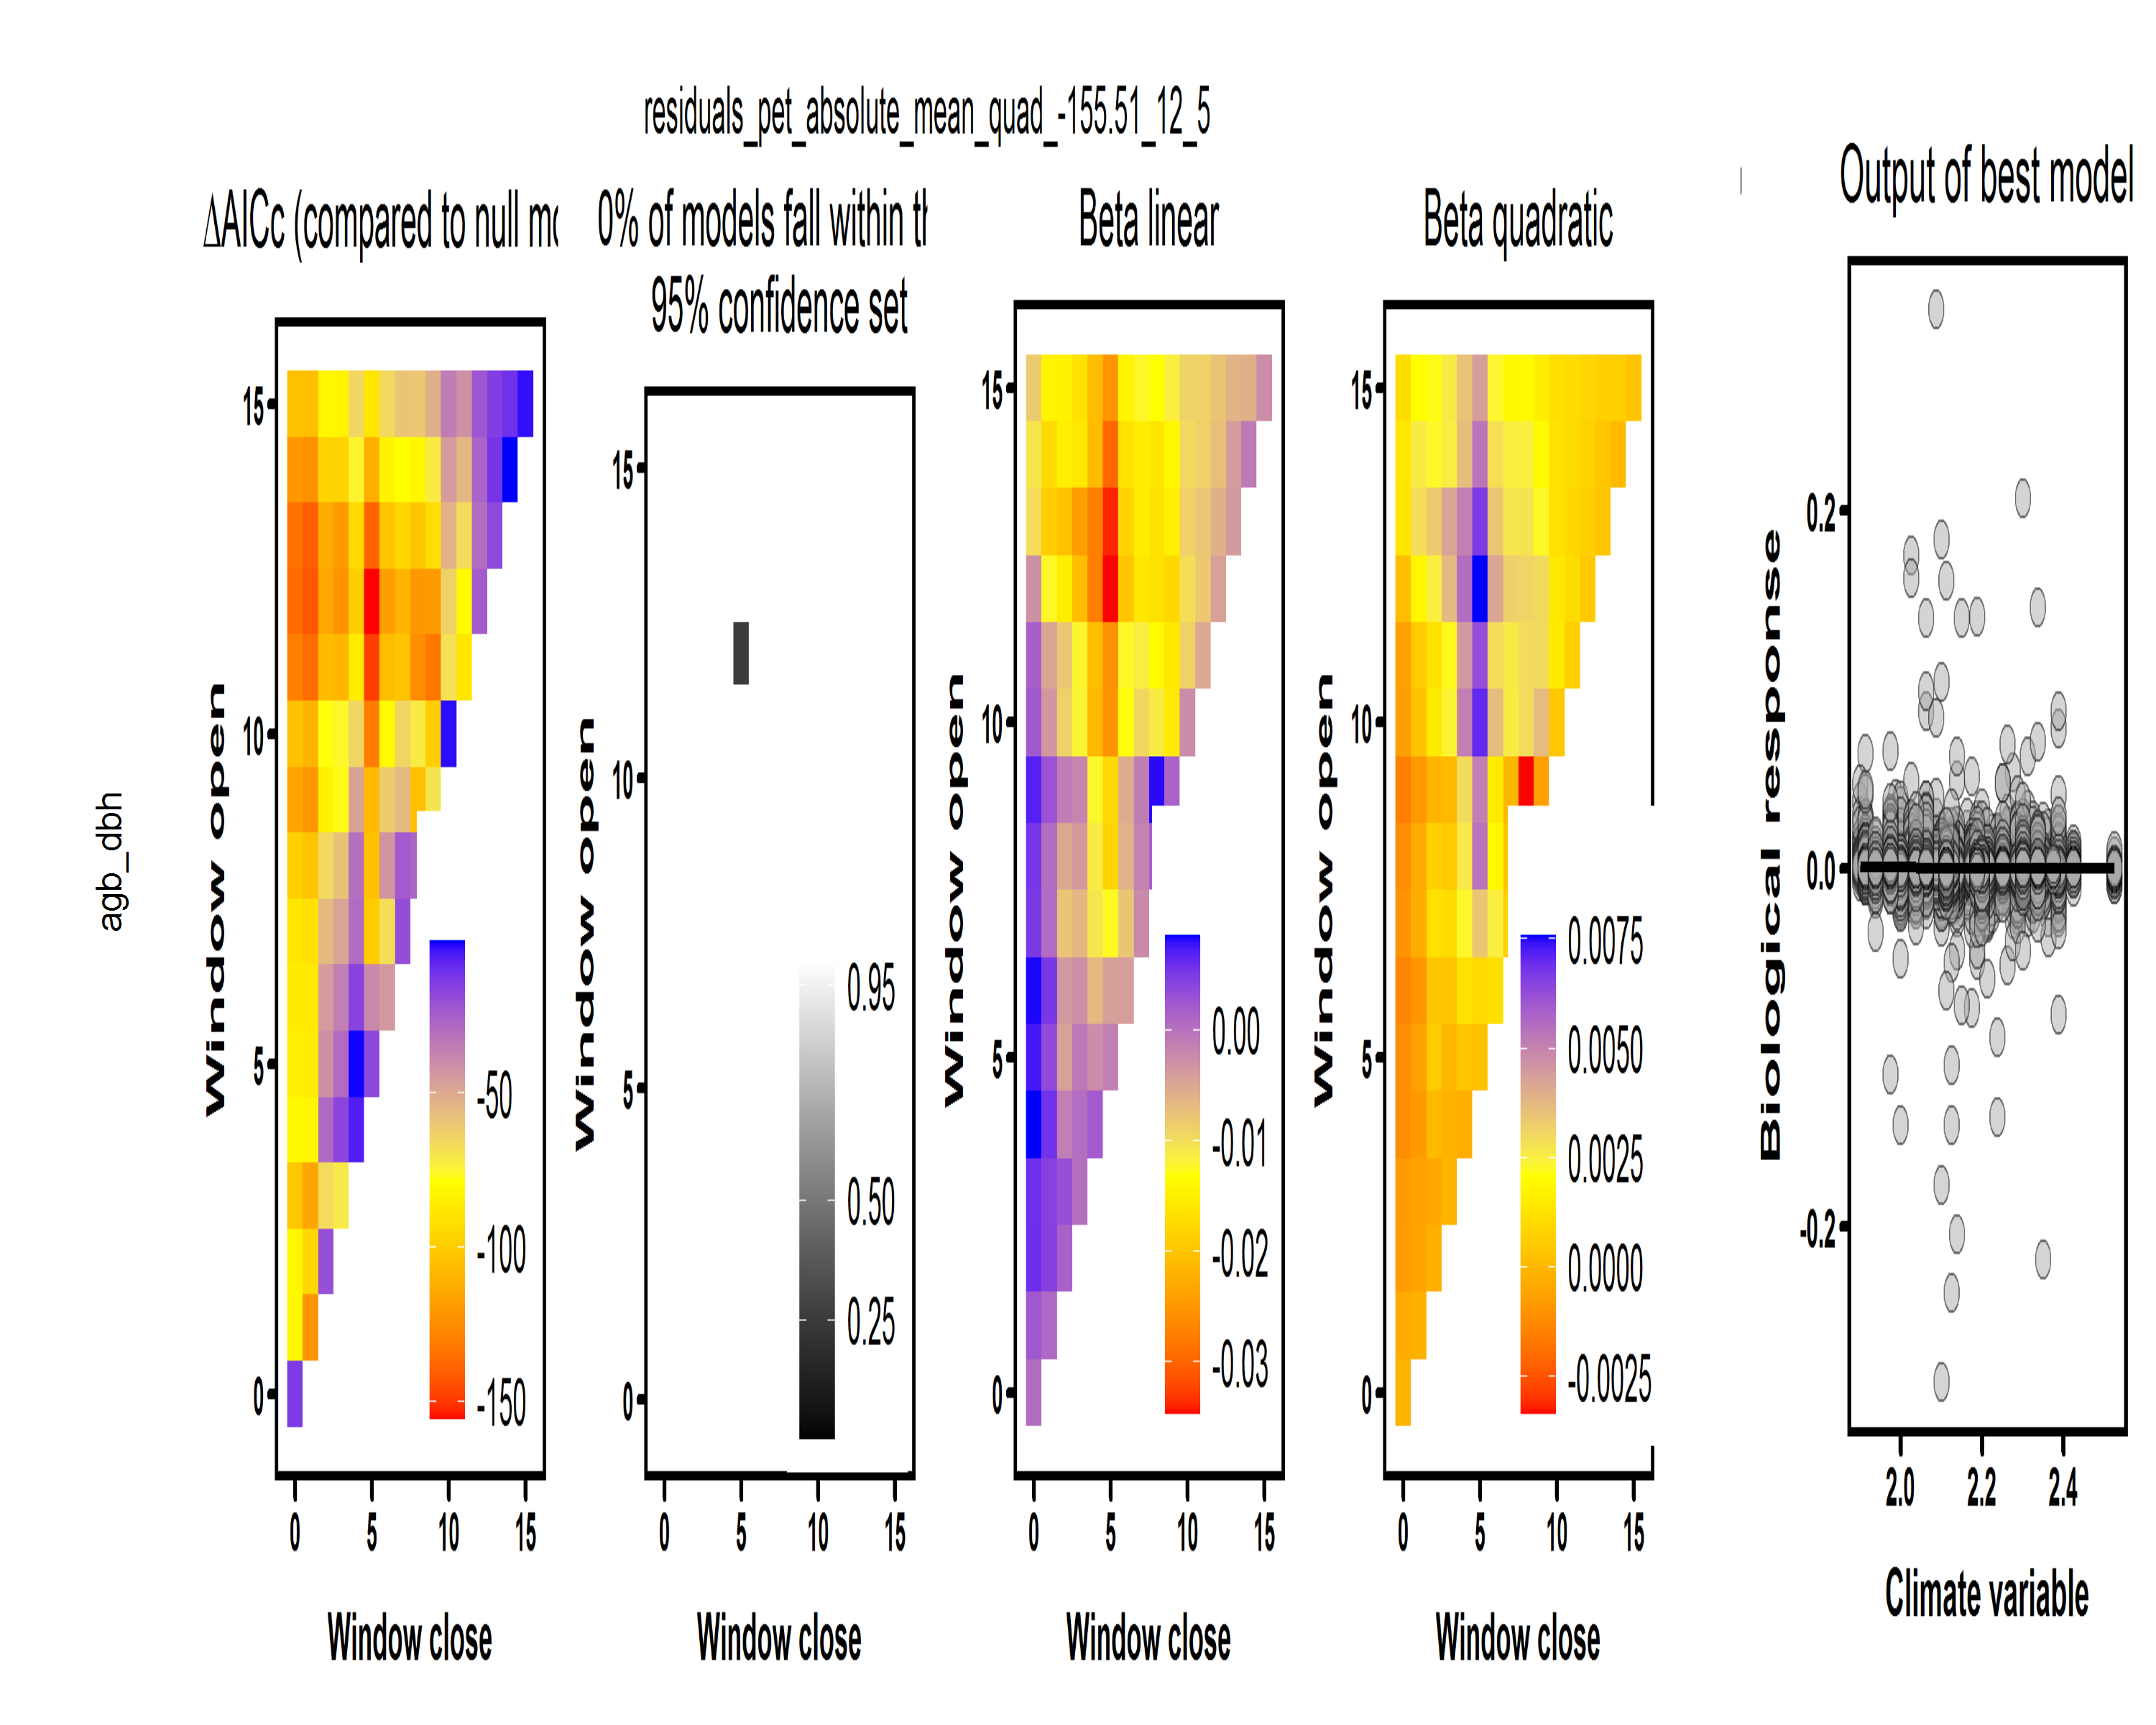 residuals_pet_absolute_mean_quad_-155.51_12_5
agb_dbh
ΔAICc (compared to null mo
Window open
15
10
5
0
-50
-100
-150
0 5 10 15
Window close
0% of models fall within th
95% confidence set
Window open
15
10
5
0
0.95
0.50
0.25
0 5 10 15
Window close
Beta linear
Window open
15
10
5
0
0.00
-0.01
-0.02
-0.03
0 5 10 15
Window close
Beta quadratic
Window open
15
10
5
0
0.0075
0.0050
0.0025
0.0000
-0.0025
0 5 10 15
Window close
Output of best model
Biological response
0.2
0.0
-0.2
2.0 2.2 2.4
Climate variable